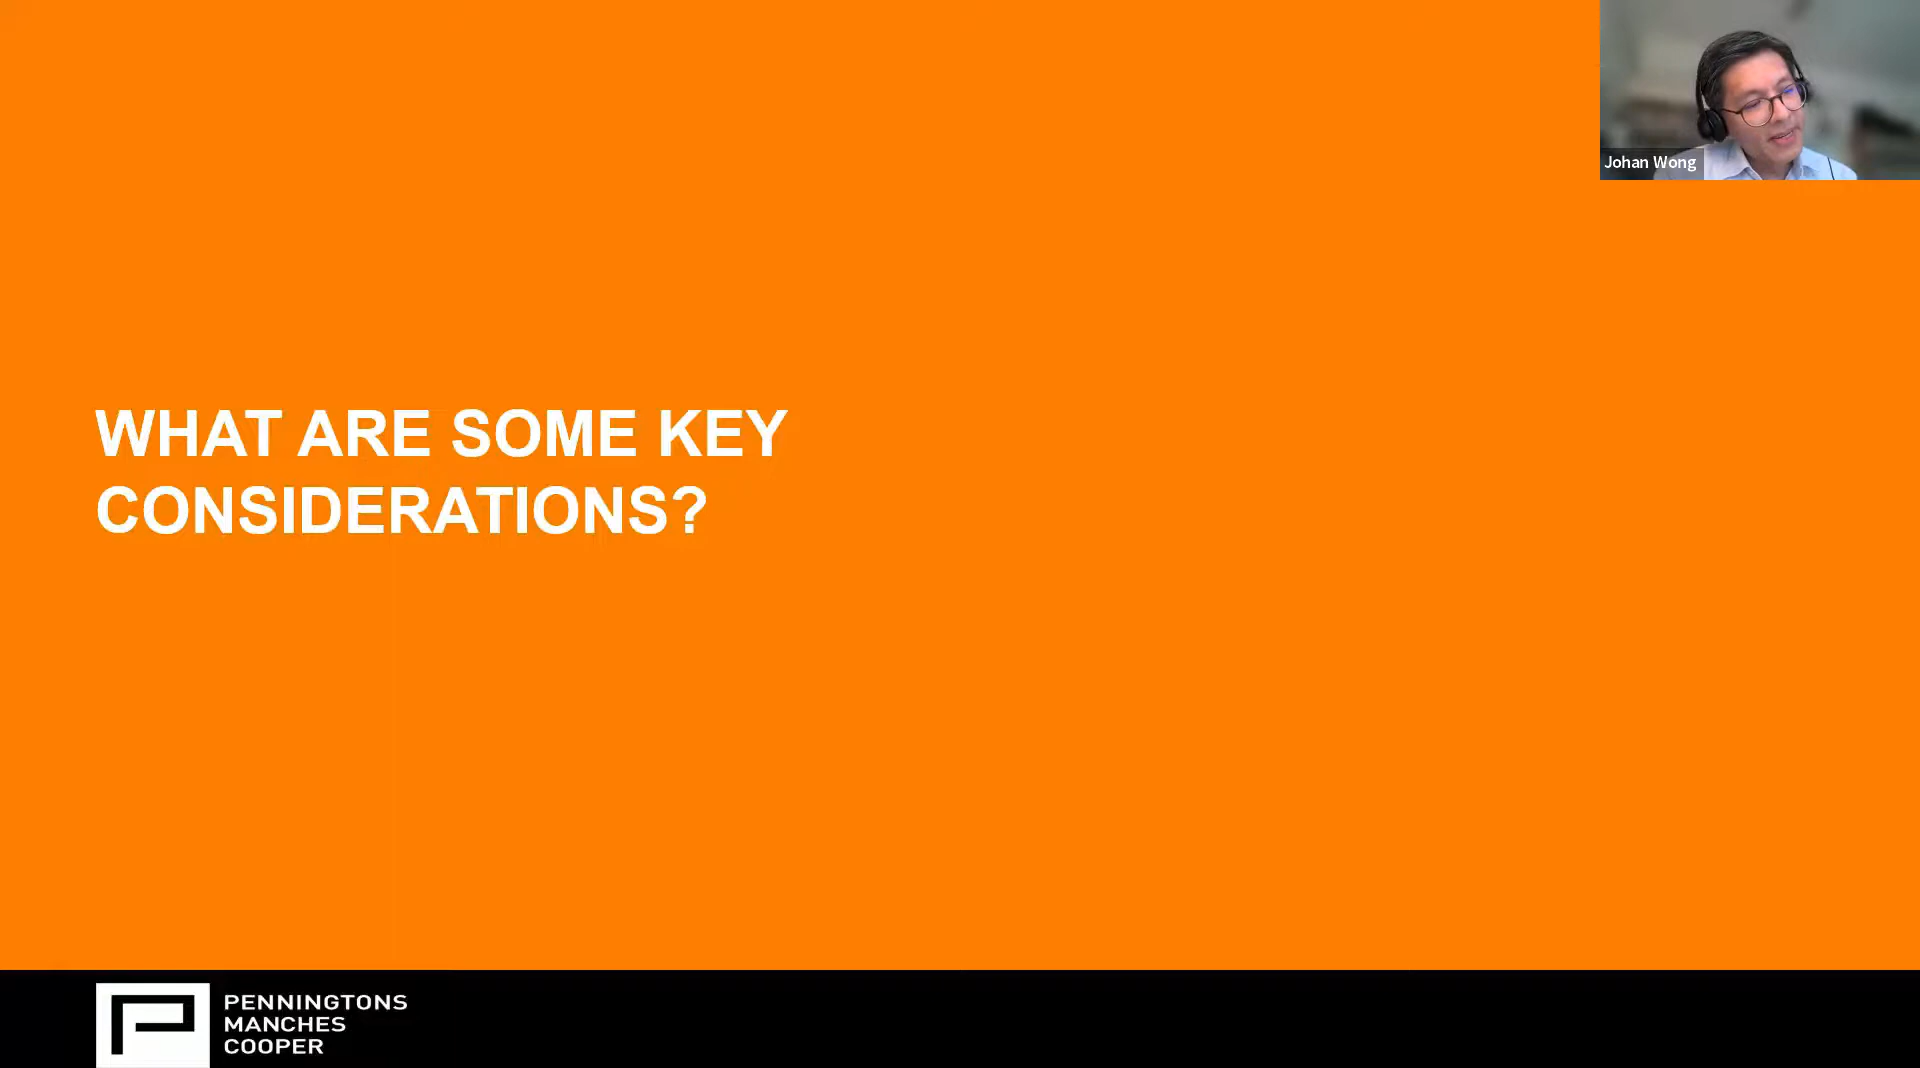 WHAT ARE SOME KEY
CONSIDERATIONS?
Johan Wong
PENNINGTONS
MANCHES
COOPER